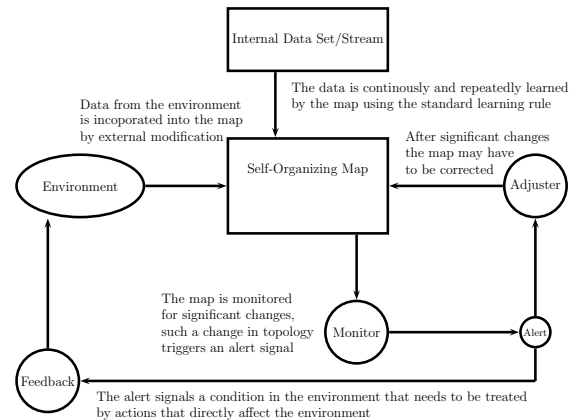 Internal Data Set/Stream
The data is continously and repeatedly learned
by the map using the standard learning rule
Data from the environment
is incoporated into the map
by external modification
After significant changes
the map may have
to be corrected
Self-Organizing Map
Environment
Adjuster
The map is monitored
for significant changes,
such a change in topology
triggers an alert signal
Monitor
Alert
Feedback
The alert signals a condition in the environment that needs to be treated
by actions that directly affect the environment